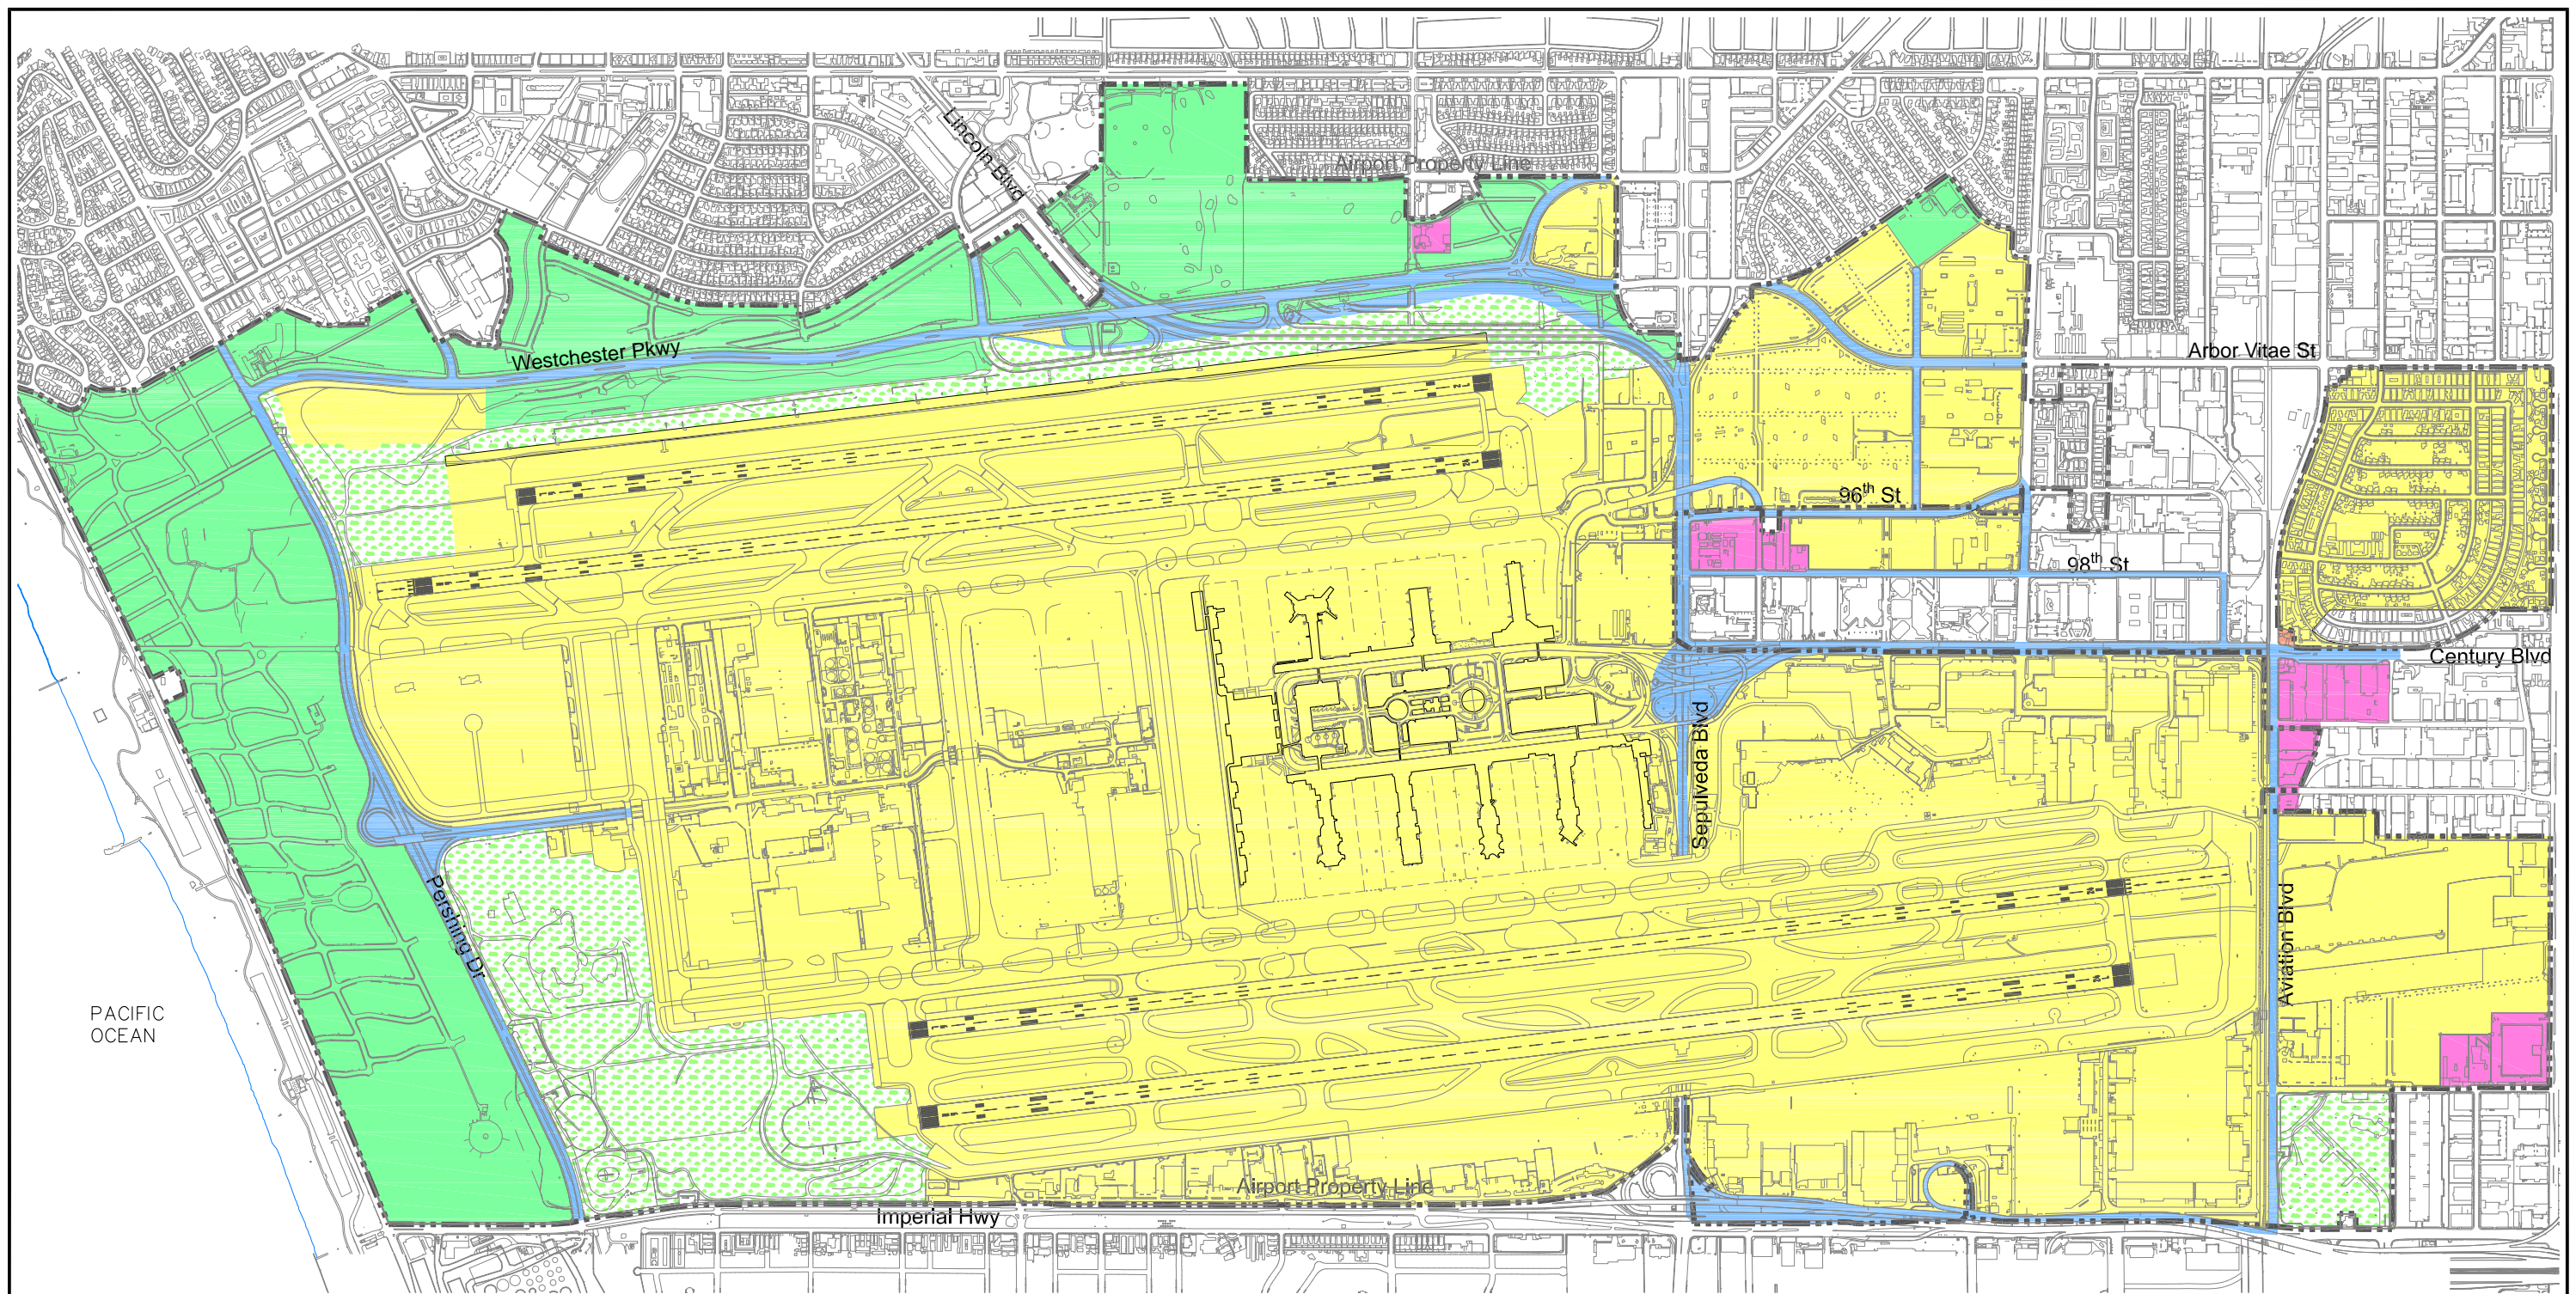 Lincoln Blvd
Airport Property Line
Westchester Pkwy
Arbor Vitae St
96th St
98th St
Century Blvd
Sepulveda Blvd
Pershing Dr
Aviation Blvd
PACIFIC
OCEAN
Airport Property Line
Imperial Hwy